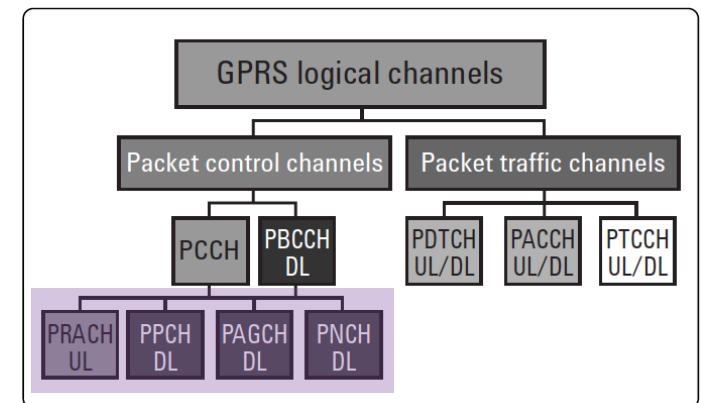 GPRS logical channels
Packet control channels
Packet traffic channels
PCCH
PBCCH
DL
PDTCH
UL/DL
PACCH
UL/DL
PTCCH
UL/DL
PRACH
UL
PPCH
DL
PAGCH
DL
PNCH
DL